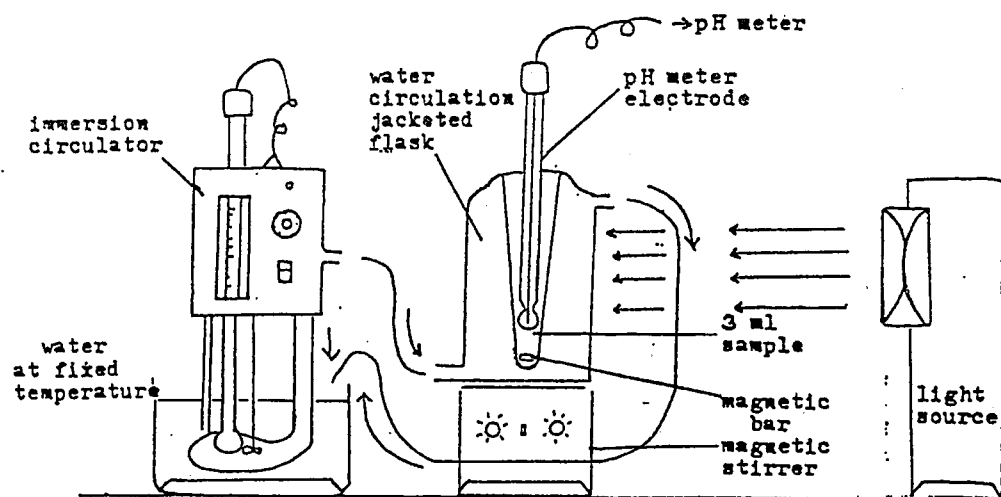 →pH meter
water
circulation
jacketed
flask
pH meter
electrode
immersion
circulator
3 ml
sample
water
at fixed
temperature
magnetic
bar
magnetic
stirrer
light
source